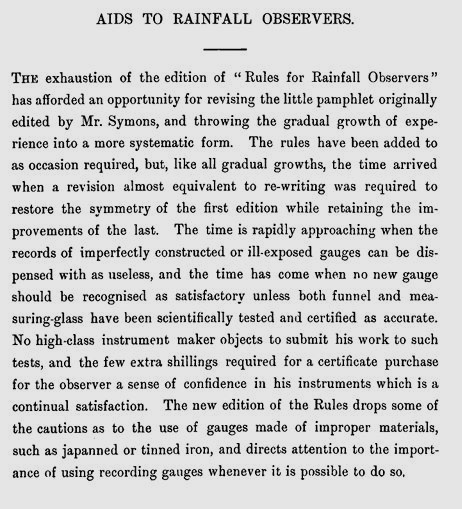 AIDS TO RAINFALL OBSERVERS.
THE exhaustion of the edition of "Rules for Rainfall Observers"
has afforded an opportunity for revising the little pamphlet originally
edited by Mr. Symons, and throwing the gradual growth of expe-
rience into a more systematic form. The rules have been added to
as occasion required, but, like all gradual growths, the time arrived
when a revision almost equivalent to re-writing was required to
restore the symmetry of the first edition while retaining the im-
provements of the last. The time is rapidly approaching when the
records of imperfectly constructed or ill-exposed gauges can be dis-
pensed with as useless, and the time has come when no new gauge
should be recognised as satisfactory unless both funnel and mea-
suring-glass have been scientifically tested and certified as accurate.
No high-class instrument maker objects to submit his work to such
tests, and the few extra shillings required for a certificate purchase
for the observer a sense of confidence in his instruments which is a
continual satisfaction. The new edition of the Rules drops some of
the cautions as to the use of gauges made of improper materials,
such as japanned or tinned iron, and directs attention to the import-
ance of using recording gauges whenever it is possible to do so.